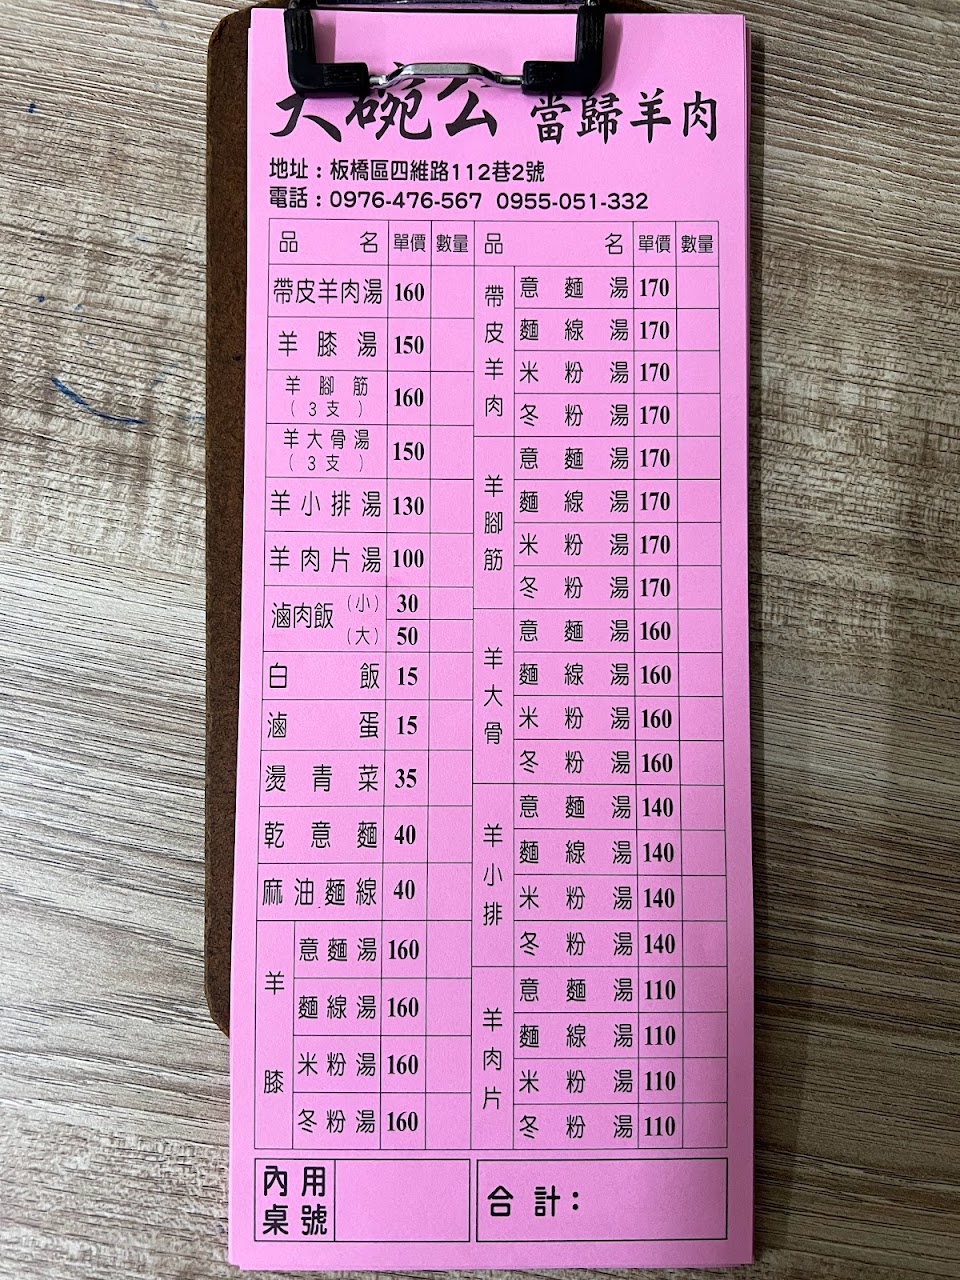 大碗公 當歸羊肉
地址：板橋區四維路112巷2號
電話：0976-476-567 0955-051-332
品名 單價 數量
帶皮羊肉湯 160
羊膝湯 150
羊腳筋（3支） 160
羊大骨湯（3支） 150
羊小排湯 130
羊肉片湯 100
滷肉飯（小） 30
（大） 50
白飯 15
滷蛋 15
燙青菜 35
乾意麵 40
麻油麵線 40
羊膝
意麵湯 160
麵線湯 160
米粉湯 160
冬粉湯 160
品名 單價 數量
帶皮羊肉
意麵湯 170
麵線湯 170
米粉湯 170
冬粉湯 170
羊腳筋
意麵湯 170
麵線湯 170
米粉湯 170
冬粉湯 170
羊大骨
意麵湯 160
麵線湯 160
米粉湯 160
冬粉湯 160
羊小排
意麵湯 140
麵線湯 140
米粉湯 140
冬粉湯 140
羊肉片
意麵湯 110
麵線湯 110
米粉湯 110
冬粉湯 110
內用桌號
合計：